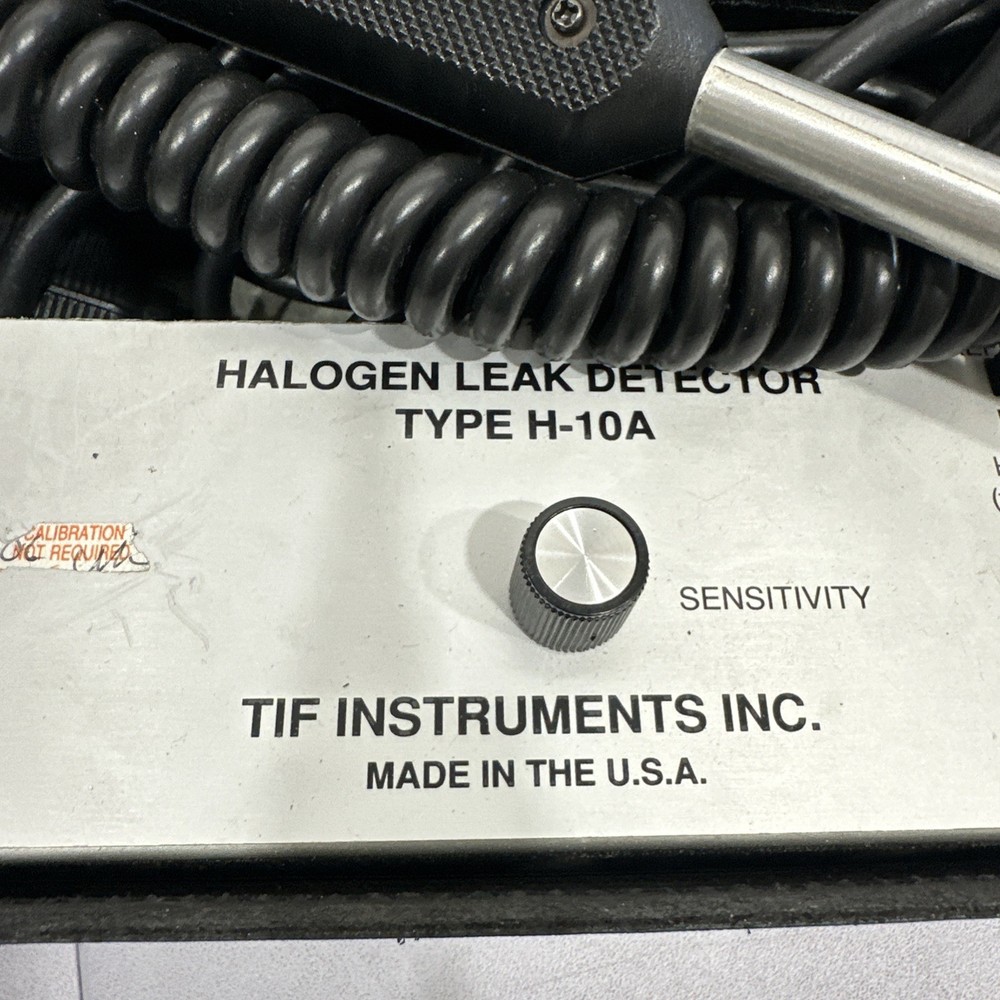 HALOGEN LEAK DETECTOR
TYPE H-10A
CALIBRATION
NOT REQUIRED
SENSITIVITY
TIF INSTRUMENTS INC.
MADE IN THE U.S.A.